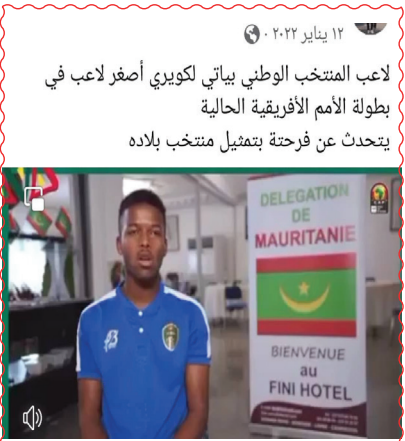 ١٢ يناير ٢٠٢٢ ·
لاعب المنتخب الوطني بياتي لكويري أصغر لاعب في
بطولة الأمم الأفريقية الحالية
يتحدث عن فرحتة بتمثيل منتخب بلاده
DELEGATION
DE
MAURITANIE
BIENVENUE
au
FINI HOTEL